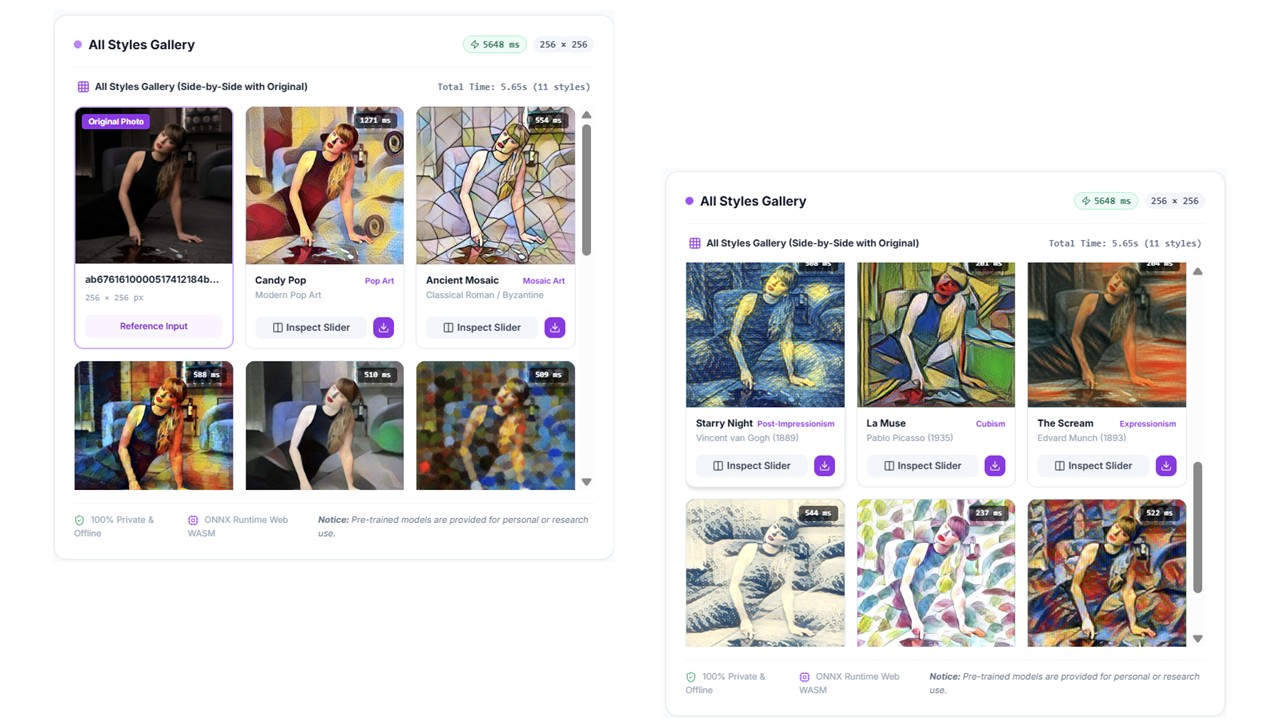 All Styles Gallery
5648 ms
256 × 256
All Styles Gallery (Side-by-Side with Original)
Total Time: 5.65s (11 styles)
Original Photo
1271 ms
554 ms
ab6761610000517412184b...
256 × 256 px
Reference Input
Candy Pop
Pop Art
Modern Pop Art
Inspect Slider
Ancient Mosaic
Mosaic Art
Classical Roman / Byzantine
Inspect Slider
588 ms
510 ms
509 ms
100% Private &
Offline
ONNX Runtime Web
WASM
Notice: Pre-trained models are provided for personal or research
use.
All Styles Gallery
5648 ms
256 × 256
All Styles Gallery (Side-by-Side with Original)
Total Time: 5.65s (11 styles)
Starry Night
Post-Impressionism
Vincent van Gogh (1889)
Inspect Slider
La Muse
Cubism
Pablo Picasso (1935)
Inspect Slider
The Scream
Expressionism
Edvard Munch (1893)
Inspect Slider
544 ms
237 ms
522 ms
100% Private &
Offline
ONNX Runtime Web
WASM
Notice: Pre-trained models are provided for personal or research
use.